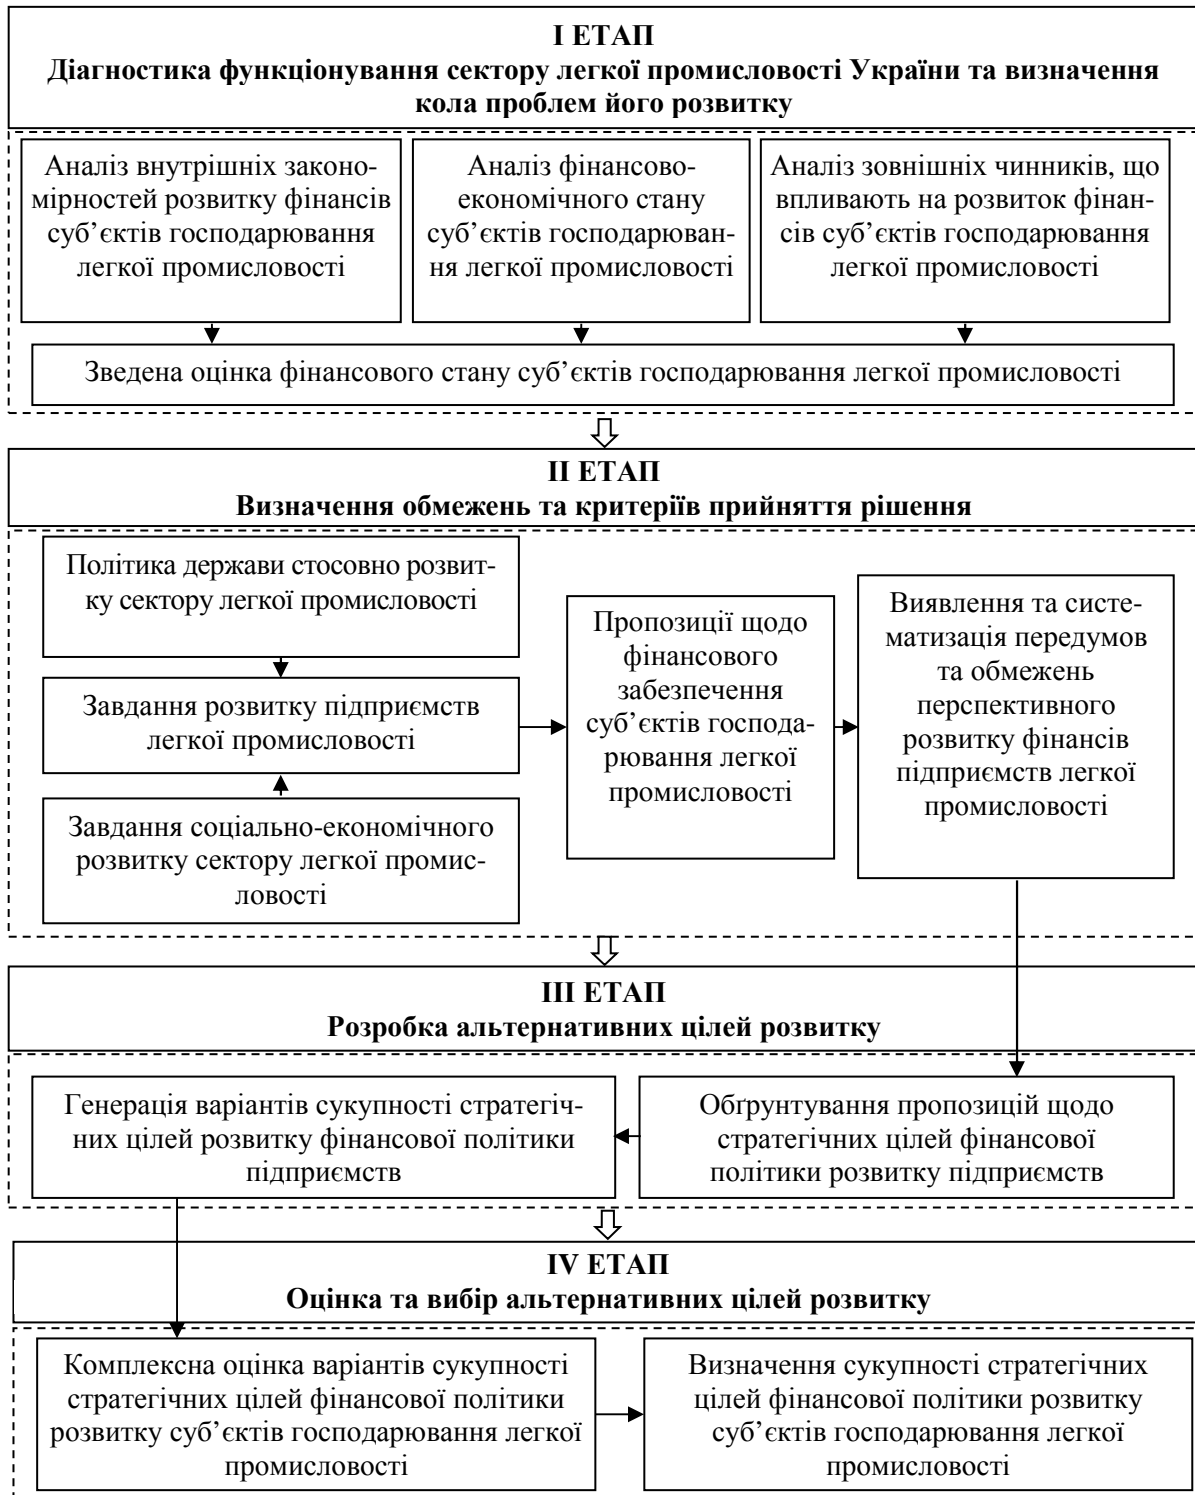 І ЕТАП
Діагностика функціонування сектору легкої промисловості України та визначення
кола проблем його розвитку
Аналіз внутрішніх законо-
мірностей розвитку фінансів
суб’єктів господарювання
легкої промисловості
Аналіз фінансово-
економічного стану
суб’єктів господарюван-
ня легкої промисловості
Аналіз зовнішніх чинників, що
впливають на розвиток фінан-
сів суб’єктів господарювання
легкої промисловості
Зведена оцінка фінансового стану суб’єктів господарювання легкої промисловості
ІІ ЕТАП
Визначення обмежень та критеріїв прийняття рішення
Політика держави стосовно розвит-
ку сектору легкої промисловості
Завдання розвитку підприємств
легкої промисловості
Завдання соціально-економічного
розвитку сектору легкої промис-
ловості
Пропозиції щодо
фінансового
забезпечення
суб’єктів господа-
рювання легкої
промисловості
Виявлення та систе-
матизація передумов
та обмежень
перспективного
розвитку фінансів
підприємств легкої
промисловості
ІІІ ЕТАП
Розробка альтернативних цілей розвитку
Генерація варіантів сукупності стратегіч-
них цілей розвитку фінансової політики
підприємств
Обґрунтування пропозицій щодо
стратегічних цілей фінансової
політики розвитку підприємств
IV ЕТАП
Оцінка та вибір альтернативних цілей розвитку
Комплексна оцінка варіантів сукупності
стратегічних цілей фінансової політики
розвитку суб’єктів господарювання легкої
промисловості
Визначення сукупності стратегічних
цілей фінансової політики розвитку
суб’єктів господарювання легкої
промисловості